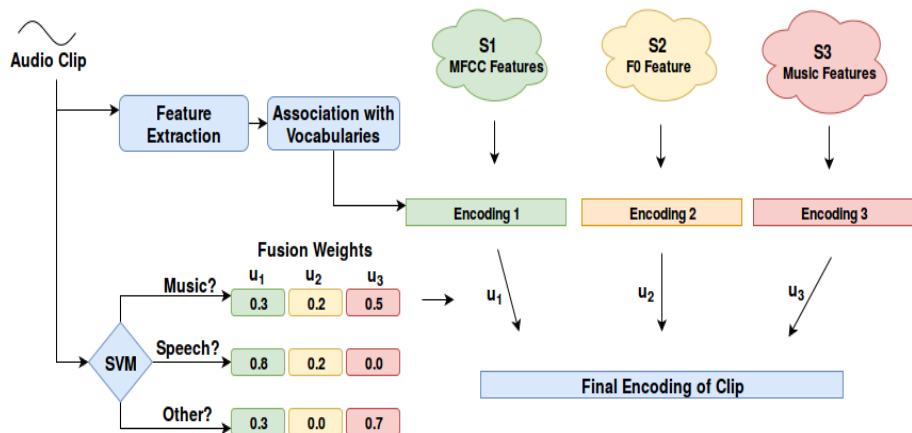 Audio Clip
S1
MFCC Features
S2
F0 Feature
S3
Music Features
Feature
Extraction
Association with
Vocabularies
Encoding 1
Encoding 2
Encoding 3
Fusion Weights
u1
u2
u3
Music?
0.3
0.2
0.5
u1
u2
u3
SVM
Speech?
0.8
0.2
0.0
Final Encoding of Clip
Other?
0.3
0.0
0.7